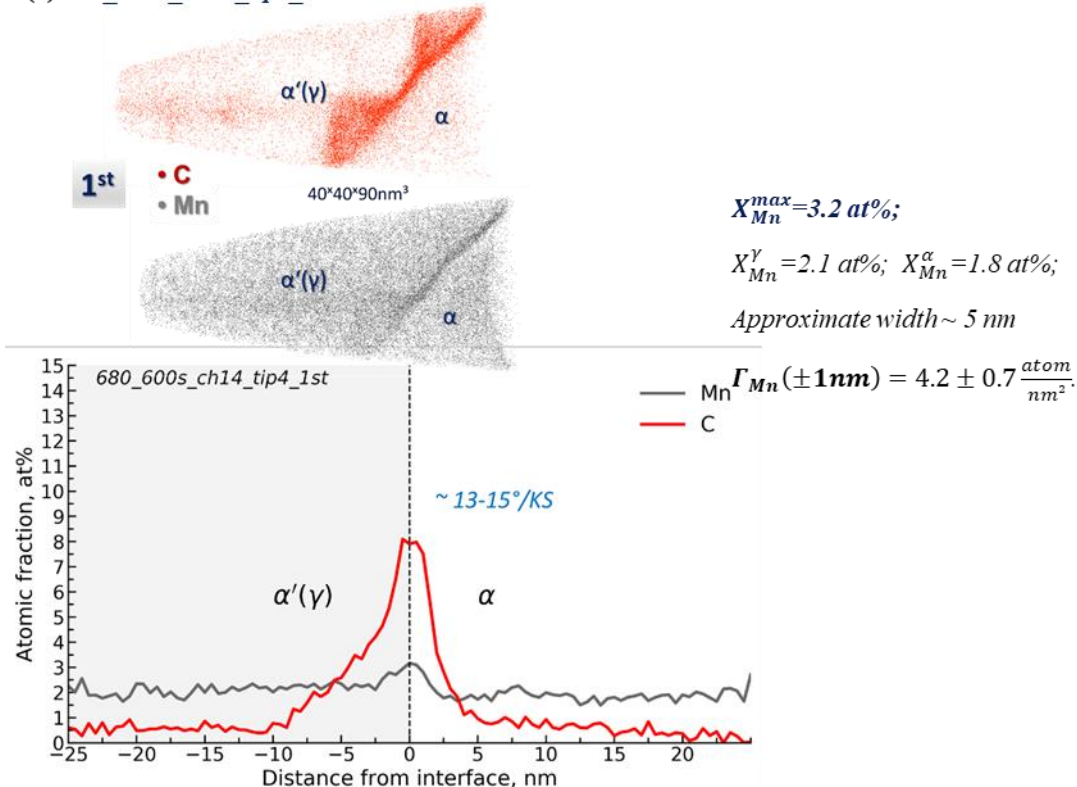 α′(γ)
α
1st
• C
• Mn
40x40x90nm³
α′(γ)
α
X_Mn^max=3.2 at%;
X_Mn^γ=2.1 at%; X_Mn^α=1.8 at%;
Approximate width ~ 5 nm
Γ_Mn(±1nm) = 4.2 ± 0.7 atom/nm².
680_600s_ch14_tip4_1st
Mn
C
~ 13-15°/KS
α′(γ)
α
Atomic fraction, at%
15
14
13
12
11
10
9
8
7
6
5
4
3
2
1
0
−25 −20 −15 −10 −5 0 5 10 15 20
Distance from interface, nm